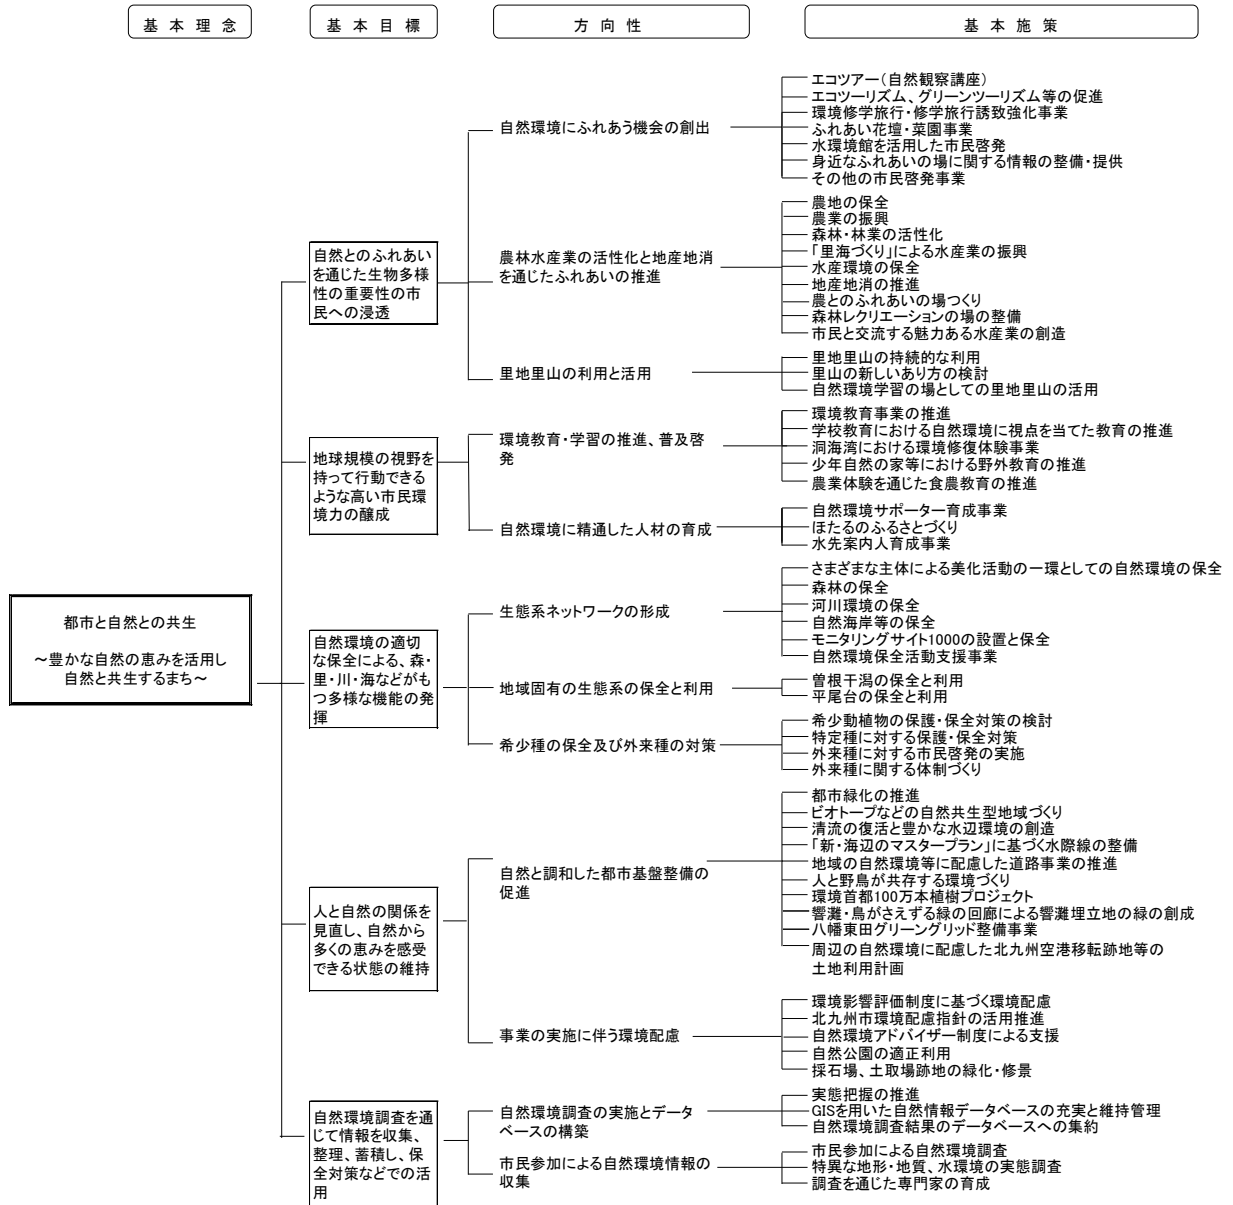 基本理念
基本目標
方向性
基本施策
都市と自然との共生
～豊かな自然の恵みを活用し
自然と共生するまち～
自然とのふれあい
を通じた生物多様
性の重要性の市
民への浸透
自然環境にふれあう機会の創出
エコツアー(自然観察講座)
エコツーリズム、グリーンツーリズム等の促進
環境修学旅行・修学旅行誘致強化事業
ふれあい花壇・菜園事業
水環境館を活用した市民啓発
身近なふれあいの場に関する情報の整備・提供
その他の市民啓発事業
農林水産業の活性化と地産地消
を通じたふれあいの推進
農地の保全
農業の振興
森林・林業の活性化
「里海づくり」による水産業の振興
水産環境の保全
地産地消の推進
農とのふれあいの場つくり
森林レクリエーションの場の整備
市民と交流する魅力ある水産業の創造
里地里山の利用と活用
里地里山の持続的な利用
里山の新しいあり方の検討
自然環境学習の場としての里地里山の活用
地球規模の視野を
持って行動できる
ような高い市民環
境力の醸成
環境教育・学習の推進、普及啓
発
環境教育事業の推進
学校教育における自然環境に視点を当てた教育の推進
洞海湾における環境修復体験事業
少年自然の家等における野外教育の推進
農業体験を通じた食農教育の推進
自然環境に精通した人材の育成
自然環境サポーター育成事業
ほたるのふるさとづくり
水先案内人育成事業
自然環境の適切
な保全による、森・
里・川・海などがも
つ多様な機能の発
揮
生態系ネットワークの形成
さまざまな主体による美化活動の一環としての自然環境の保全
森林の保全
河川環境の保全
自然海岸等の保全
モニタリングサイト1000の設置と保全
自然環境保全活動支援事業
地域固有の生態系の保全と利用
曽根干潟の保全と利用
平尾台の保全と利用
希少種の保全及び外来種の対策
希少動植物の保護・保全対策の検討
特定種に対する保護・保全対策
外来種に対する市民啓発の実施
外来種に関する体制づくり
人と自然の関係を
見直し、自然から
多くの恵みを感受
できる状態の維持
自然と調和した都市基盤整備の
促進
都市緑化の推進
ビオトープなどの自然共生型地域づくり
清流の復活と豊かな水辺環境の創造
「新・海辺のマスタープラン」に基づく水際線の整備
地域の自然環境等に配慮した道路事業の推進
人と野鳥が共存する環境づくり
環境首都100万本植樹プロジェクト
響灘・鳥がさえずる緑の回廊による響灘埋立地の緑の創成
八幡東田グリーングリッド整備事業
周辺の自然環境に配慮した北九州空港移転跡地等の
土地利用計画
事業の実施に伴う環境配慮
環境影響評価制度に基づく環境配慮
北九州市環境配慮指針の活用推進
自然環境アドバイザー制度による支援
自然公園の適正利用
採石場、土取場跡地の緑化・修景
自然環境調査を通
じて情報を収集、
整理、蓄積し、保
全対策などでの活
用
自然環境調査の実施とデータ
ベースの構築
実態把握の推進
GISを用いた自然情報データベースの充実と維持管理
自然環境調査結果のデータベースへの集約
市民参加による自然環境情報の
収集
市民参加による自然環境調査
特異な地形・地質、水環境の実態調査
調査を通じた専門家の育成